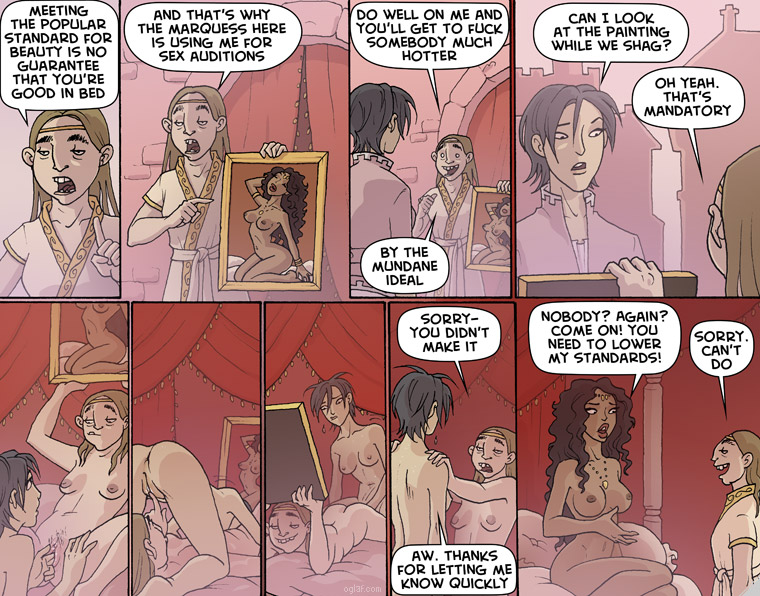 MEETING
THE POPULAR
STANDARD FOR
BEAUTY IS NO
GUARANTEE
THAT YOU'RE
GOOD IN BED
AND THAT'S WHY
THE MARQUESS HERE
IS USING ME FOR
SEX AUDITIONS
DO WELL ON ME AND
YOU'LL GET TO FUCK
SOMEBODY MUCH
HOTTER
BY THE
MUNDANE
IDEAL
CAN I LOOK
AT THE PAINTING
WHILE WE SHAG?
OH YEAH.
THAT'S
MANDATORY
SORRY-
YOU DIDN'T
MAKE IT
AW. THANKS
FOR LETTING ME
KNOW QUICKLY
NOBODY? AGAIN?
COME ON! YOU
NEED TO LOWER
MY STANDARDS!
SORRY.
CAN'T
DO
oglaf.com